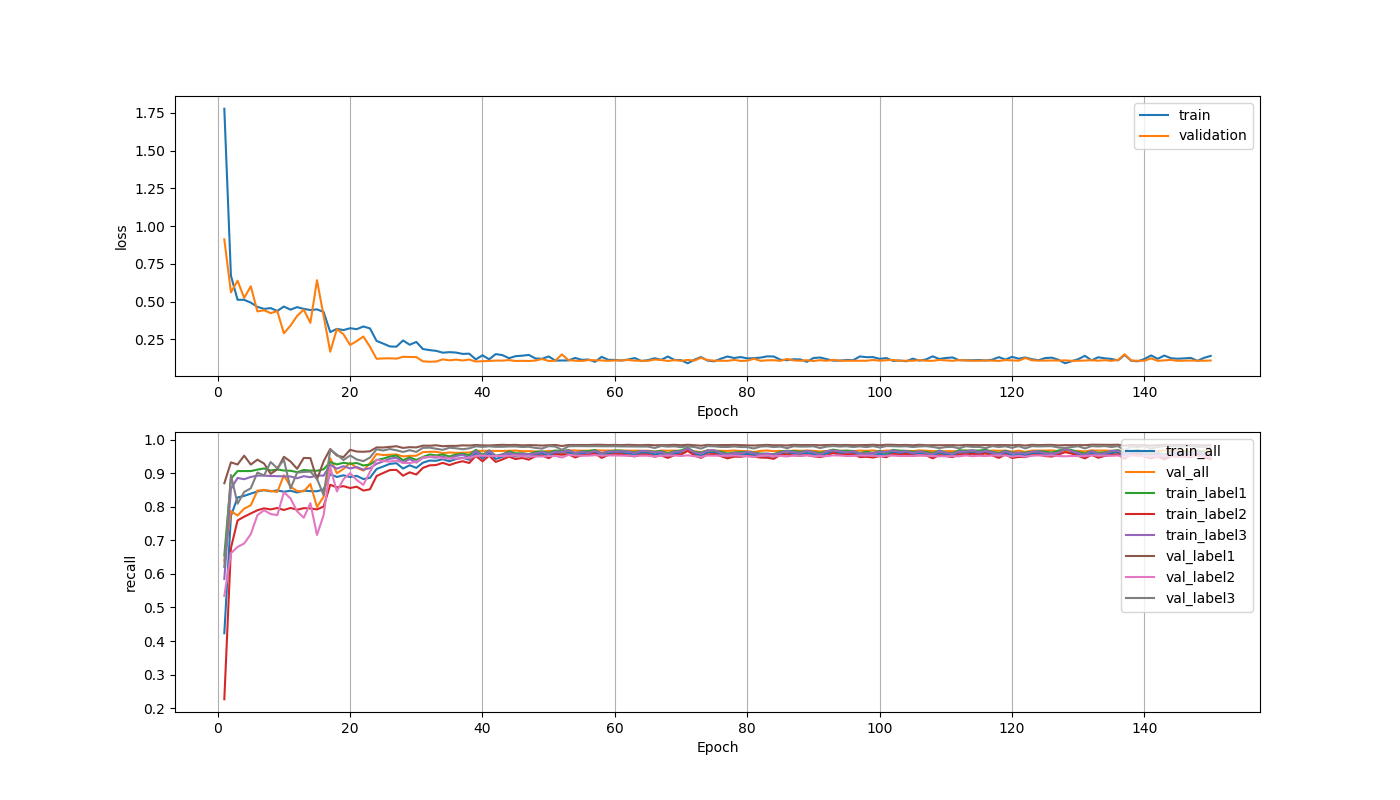 1.75
1.50
1.25
1.00
0.75
0.50
0.25
loss
train
validation
0 20 40 60 80 100 120 140
Epoch
1.0
0.9
0.8
0.7
0.6
0.5
0.4
0.3
0.2
recall
train_all
val_all
train_label1
train_label2
train_label3
val_label1
val_label2
val_label3
0 20 40 60 80 100 120 140
Epoch